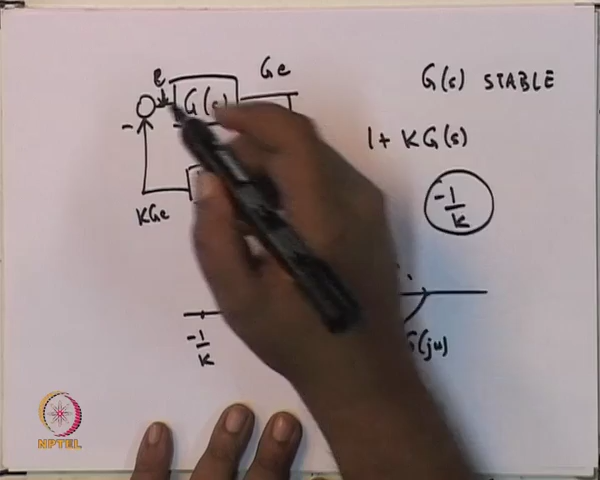 e
Ge
G(s) STABLE
G(s)
-
1 + KG(s)
-1/K
KGe
-1/K
G(jω)
NPTEL